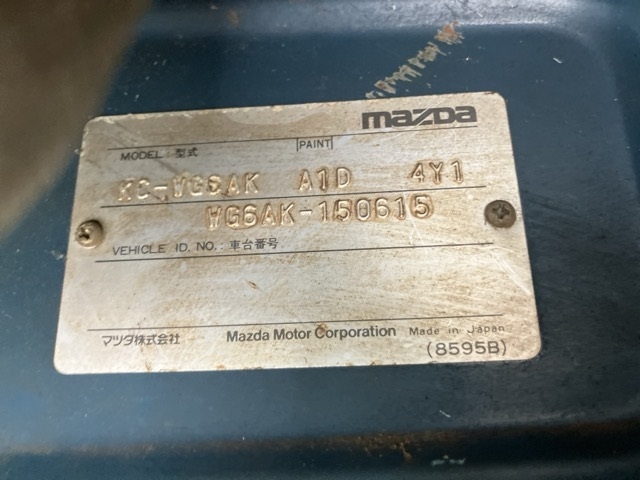 mazda
MODEL : 型式 PAINT
KC-WG6AK A1D 4Y1
WG6AK-150615
VEHICLE ID. NO. : 車台番号
マツダ株式会社 Mazda Motor Corporation Made in Japan
(8595B)